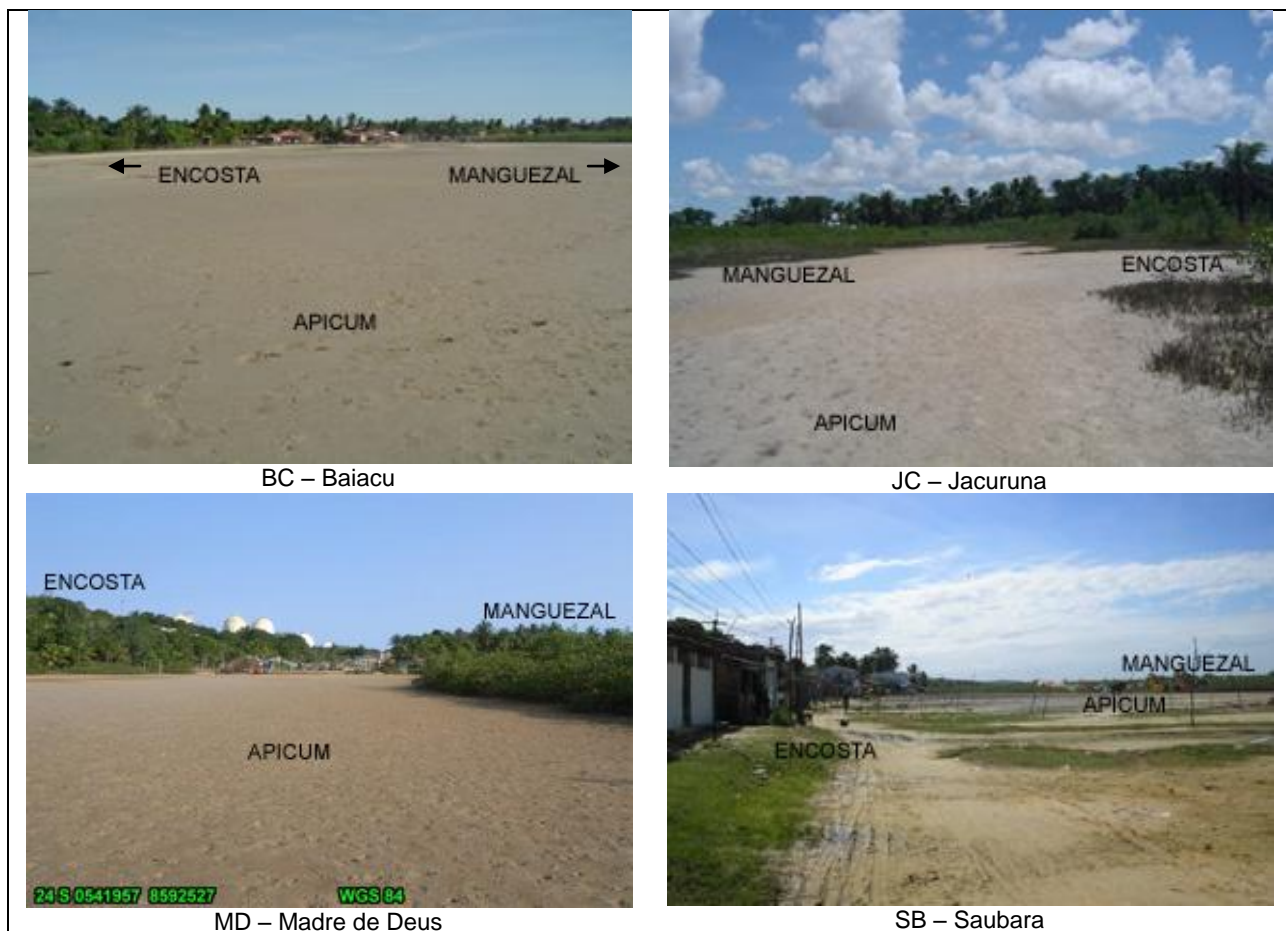 ENCOSTA MANGUEZAL
APICUM
BC – Baiacu
MANGUEZAL ENCOSTA
APICUM
JC – Jacuruna
ENCOSTA
MANGUEZAL
APICUM
24 S 0541957 8592527 WGS 84
MD – Madre de Deus
MANGUEZAL
APICUM
ENCOSTA
SB – Saubara